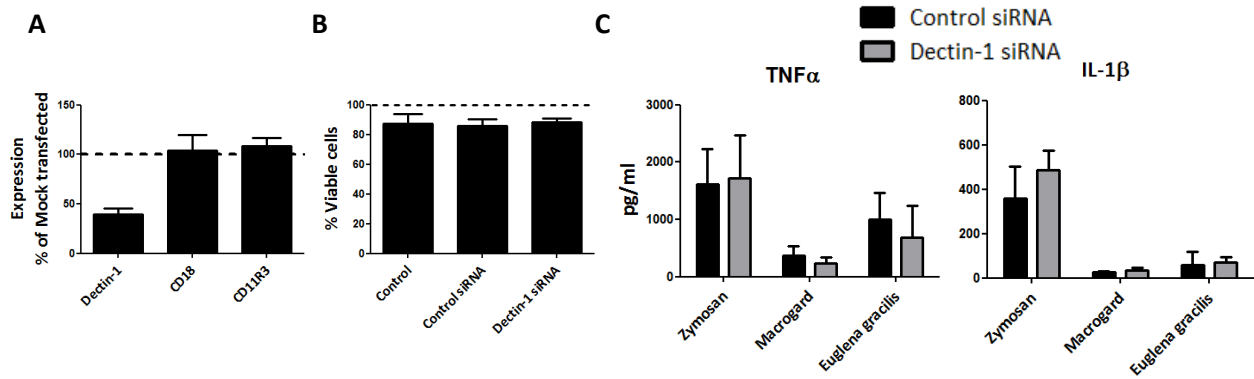 A
B
C
Control siRNA
Dectin-1 siRNA
Expression
% of Mock transfected
150
100
50
0
Dectin-1
CD18
CD11R3
% Viable cells
100
80
60
40
20
0
Control
Control siRNA
Dectin-1 siRNA
TNFα
pg/ml
3000
2000
1000
0
Zymosan
Macrogard
Euglena gracilis
IL-1β
800
600
400
200
0
Zymosan
Macrogard
Euglena gracilis